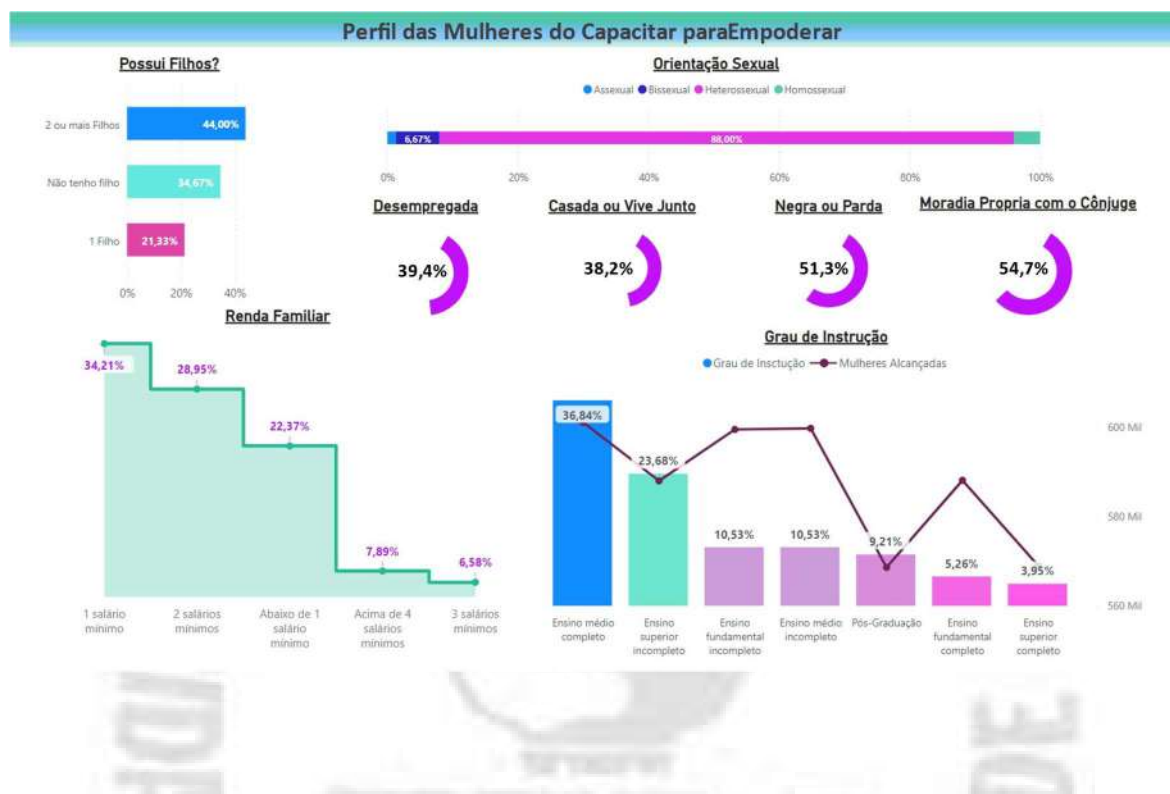 Perfil das Mulheres do Capacitar paraEmpoderar
Possui Filhos?
2 ou mais Filhos
44,00%
Não tenho filho
34,67%
1 Filho
21,33%
0%
20%
40%
Orientação Sexual
Assexual Bissexual Heterossexual Homossexual
6,67%
88,00%
0%
20%
40%
60%
80%
100%
Desempregada
39,4%
Casada ou Vive Junto
38,2%
Negra ou Parda
51,3%
Moradia Propria com o Cônjuge
54,7%
Renda Familiar
34,21%
28,95%
22,37%
7,89%
6,58%
1 salário
mínimo
2 salários
mínimos
Abaixo de 1
salário
mínimo
Acima de 4
salários
mínimos
3 salários
mínimos
Grau de Instrução
Grau de Insctução Mulheres Alcançadas
36,84%
23,68%
10,53%
10,53%
9,21%
5,26%
3,95%
600 Mil
580 Mil
560 Mil
Ensino médio
completo
Ensino
superior
incompleto
Ensino
fundamental
incompleto
Ensino médio
incompleto
Pós-Graduação
Ensino
fundamental
completo
Ensino
superior
completo